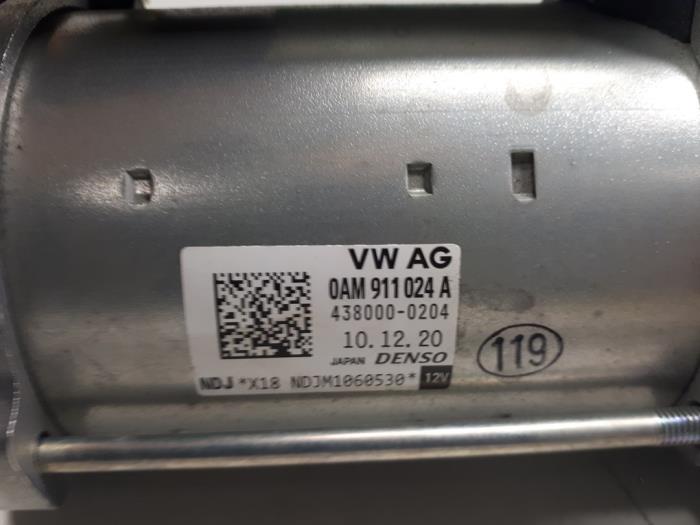 VW AG
0AM 911 024 A
438000-0204
10.12.20
JAPAN DENSO
NDJ *X18 NDJM1060530* 12V
119